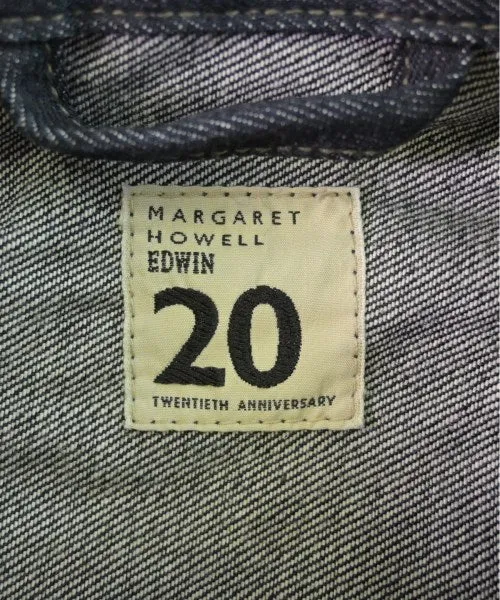 MARGARET
HOWELL
EDWIN
20
TWENTIETH ANNIVERSARY